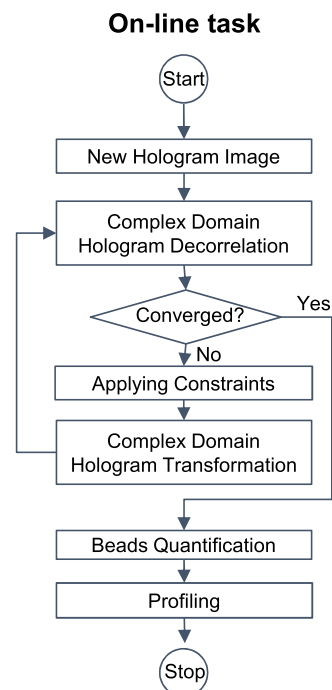 On-line task
Start
New Hologram Image
Complex Domain
Hologram Decorrelation
Converged?
Yes
No
Applying Constraints
Complex Domain
Hologram Transformation
Beads Quantification
Profiling
Stop